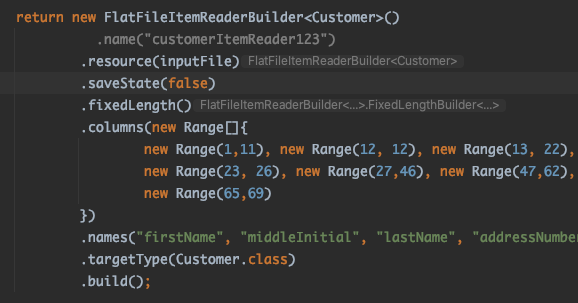 return new FlatFileItemReaderBuilder<Customer>()
.name("customerItemReader123")
.resource(inputFile) FlatFileItemReaderBuilder<Customer>
.saveState(false)
.fixedLength() FlatFileItemReaderBuilder<...>.FixedLengthBuilder<...>
.columns(new Range[]{
new Range(1,11), new Range(12, 12), new Range(13, 22),
new Range(23, 26), new Range(27,46), new Range(47,62),
new Range(65,69)
})
.names("firstName", "middleInitial", "lastName", "addressNumber
.targetType(Customer.class)
.build();